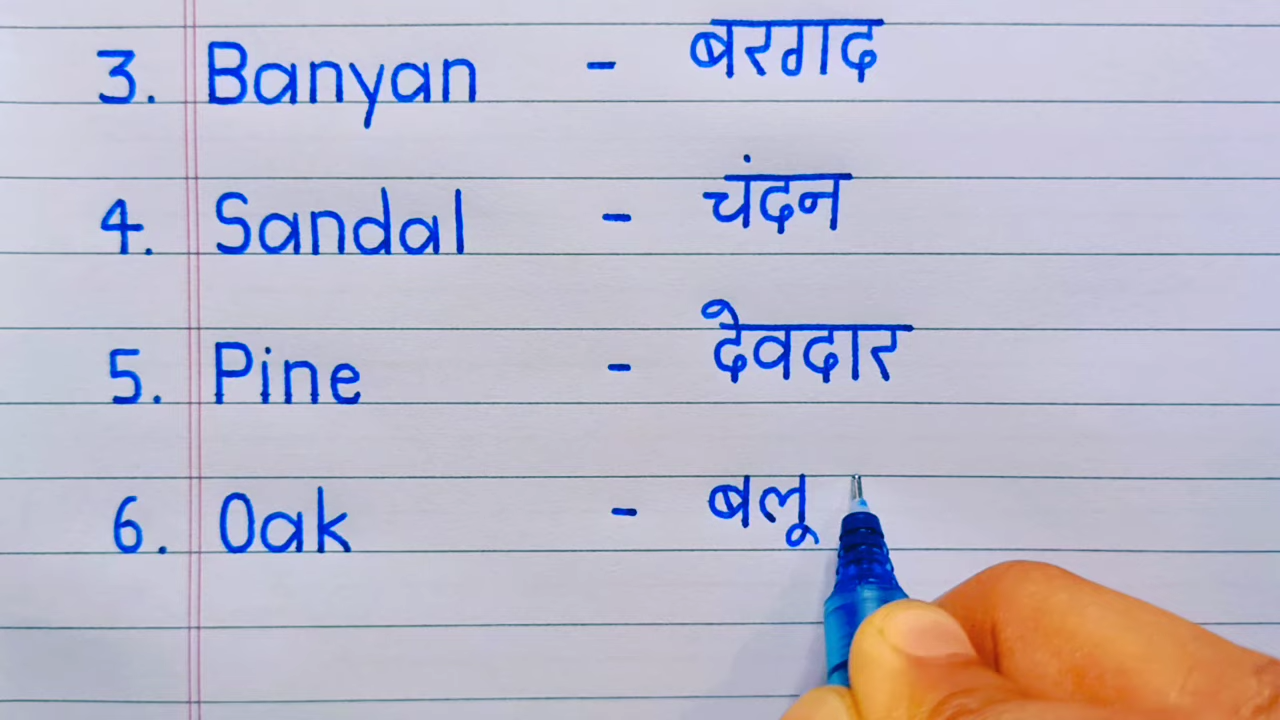 3. Banyan - बरगद
4. Sandal - चंदन
5. Pine - देवदार
6. Oak - बलू